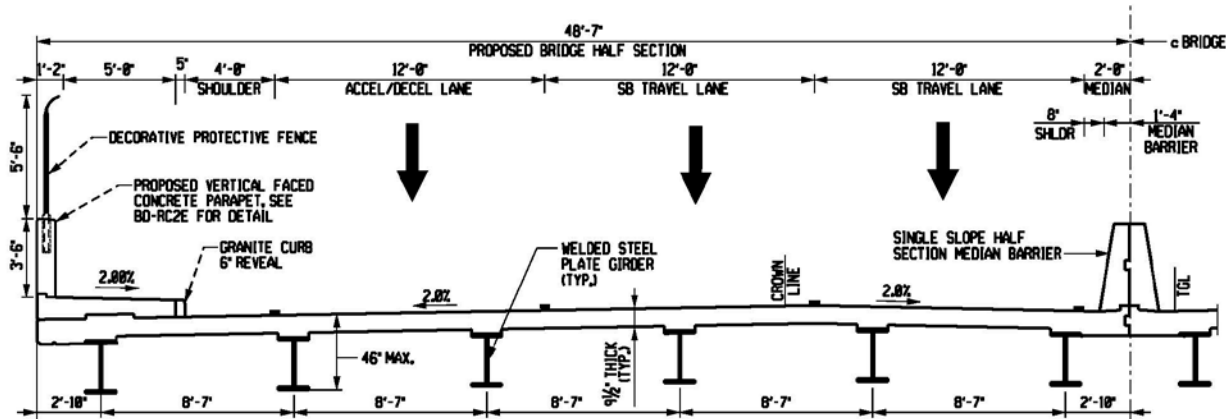 48'-7"
PROPOSED BRIDGE HALF SECTION
c BRIDGE
1'-2"
5'-0"
5"
4'-0"
12'-0"
12'-0"
12'-0"
2'-0"
SHOULDER
ACCEL/DECEL LANE
SB TRAVEL LANE
SB TRAVEL LANE
MEDIAN
8"
SHLDR
1'-4"
MEDIAN
BARRIER
5'-6"
DECORATIVE PROTECTIVE FENCE
PROPOSED VERTICAL FACED
CONCRETE PARAPET, SEE
BD-RC2E FOR DETAIL
3'-6"
GRANITE CURB
6" REVEAL
WELDED STEEL
PLATE GIRDER
(TYP.)
SINGLE SLOPE HALF
SECTION MEDIAN BARRIER
CROWN
LINE
TGL
2.00%
2.0%
2.0%
46" MAX.
9½" THICK
(TYP.)
2'-10"
8'-7"
8'-7"
8'-7"
8'-7"
8'-7"
2'-10"